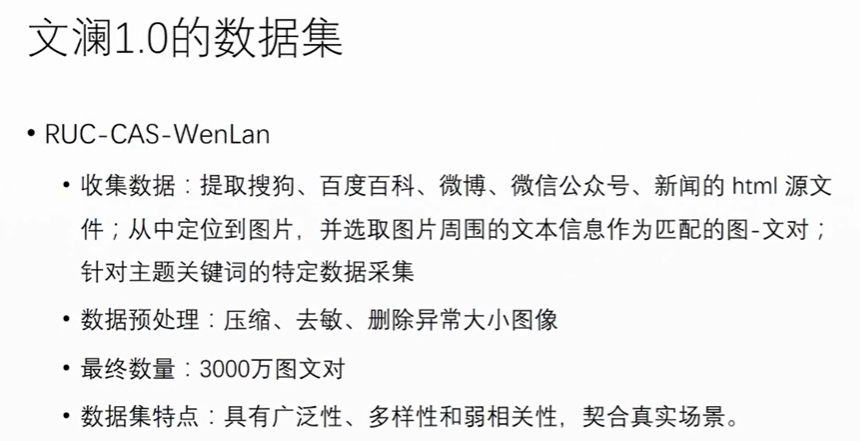 文澜1.0的数据集
• RUC-CAS-WenLan
• 收集数据：提取搜狗、百度百科、微博、微信公众号、新闻的 html 源文
件；从中定位到图片，并选取图片周围的文本信息作为匹配的图-文对；
针对主题关键词的特定数据采集
• 数据预处理：压缩、去敏、删除异常大小图像
• 最终数量：3000万图文对
• 数据集特点：具有广泛性、多样性和弱相关性，契合真实场景。